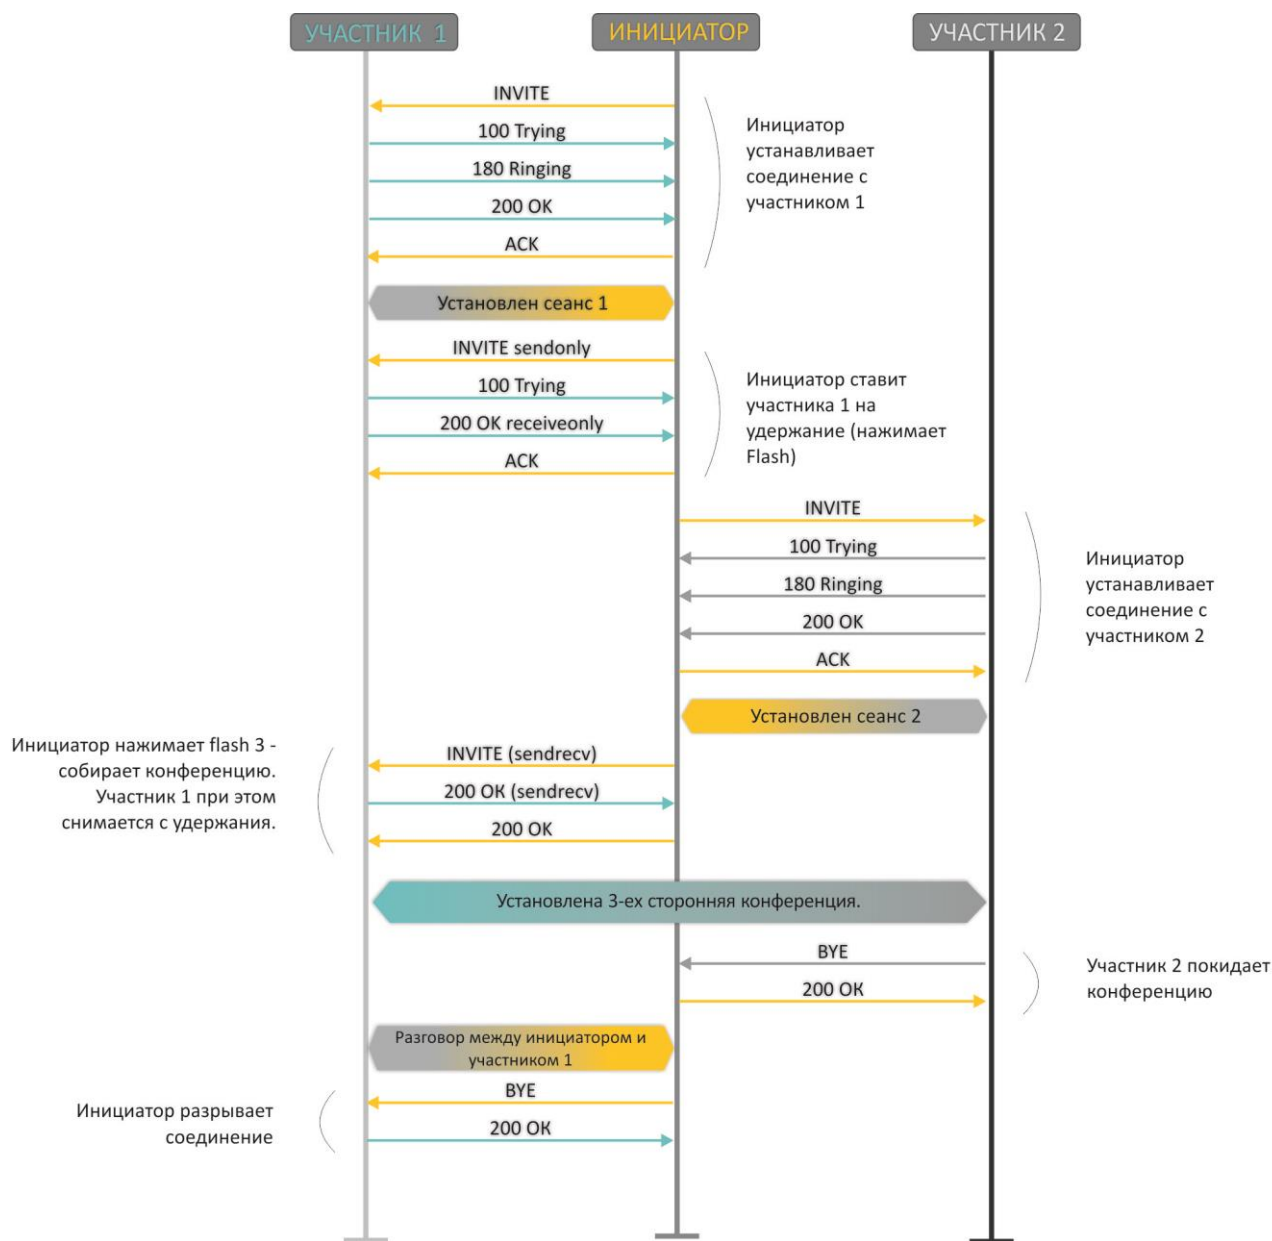 УЧАСТНИК 1
ИНИЦИАТОР
УЧАСТНИК 2
INVITE
100 Trying
180 Ringing
200 OK
ACK
Инициатор
устанавливает
соединение с
участником 1
Установлен сеанс 1
INVITE sendonly
100 Trying
200 OK receiveonly
ACK
Инициатор ставит
участника 1 на
удержание (нажимает
Flash)
INVITE
100 Trying
180 Ringing
200 OK
ACK
Инициатор
устанавливает
соединение с
участником 2
Установлен сеанс 2
Инициатор нажимает flash 3 -
собирает конференцию.
Участник 1 при этом
снимается с удержания.
INVITE (sendrecv)
200 OK (sendrecv)
200 OK
Установлена 3-ех сторонняя конференция.
BYE
200 OK
Участник 2 покидает
конференцию
Разговор между инициатором и
участником 1
BYE
200 OK
Инициатор разрывает
соединение